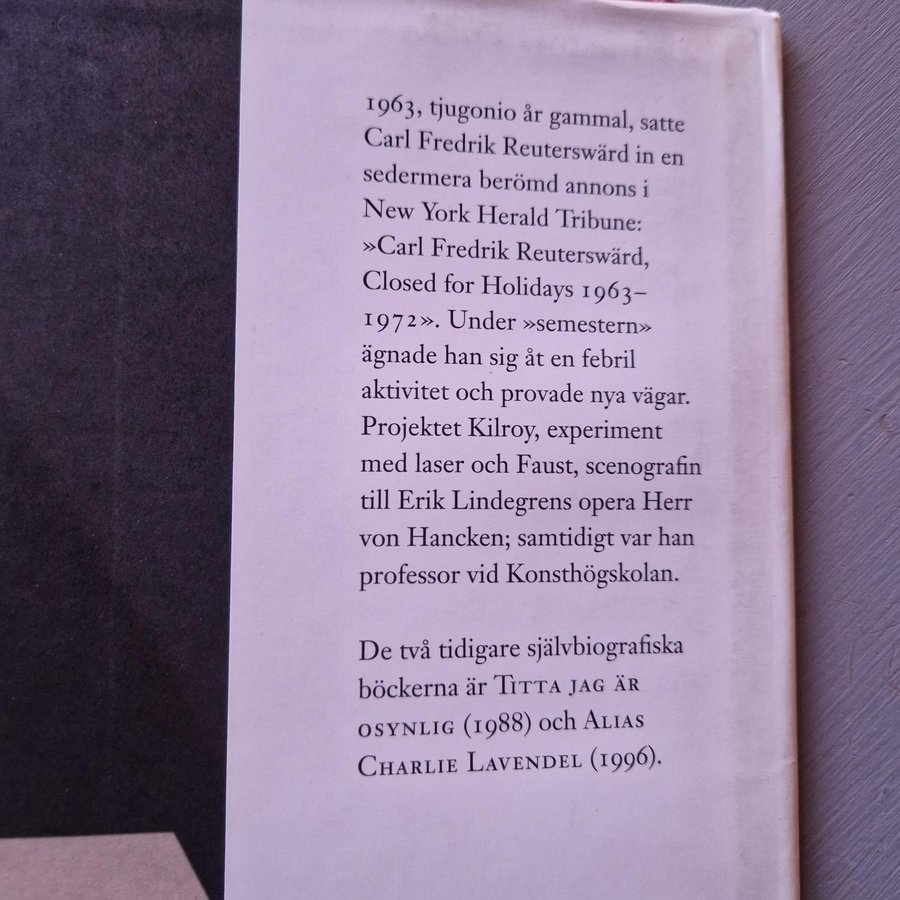 1963, tjugonio år gammal, satte
Carl Fredrik Reuterswärd in en
sedermera berömd annons i
New York Herald Tribune:
»Carl Fredrik Reuterswärd,
Closed for Holidays 1963–
1972». Under »semestern»
ägnade han sig åt en febril
aktivitet och provade nya vägar.
Projektet Kilroy, experiment
med laser och Faust, scenografin
till Erik Lindegrens opera Herr
von Hancken; samtidigt var han
professor vid Konsthögskolan.
De två tidigare självbiografiska
böckerna är TITTA JAG ÄR
OSYNLIG (1988) och ALIAS
CHARLIE LAVENDEL (1996).